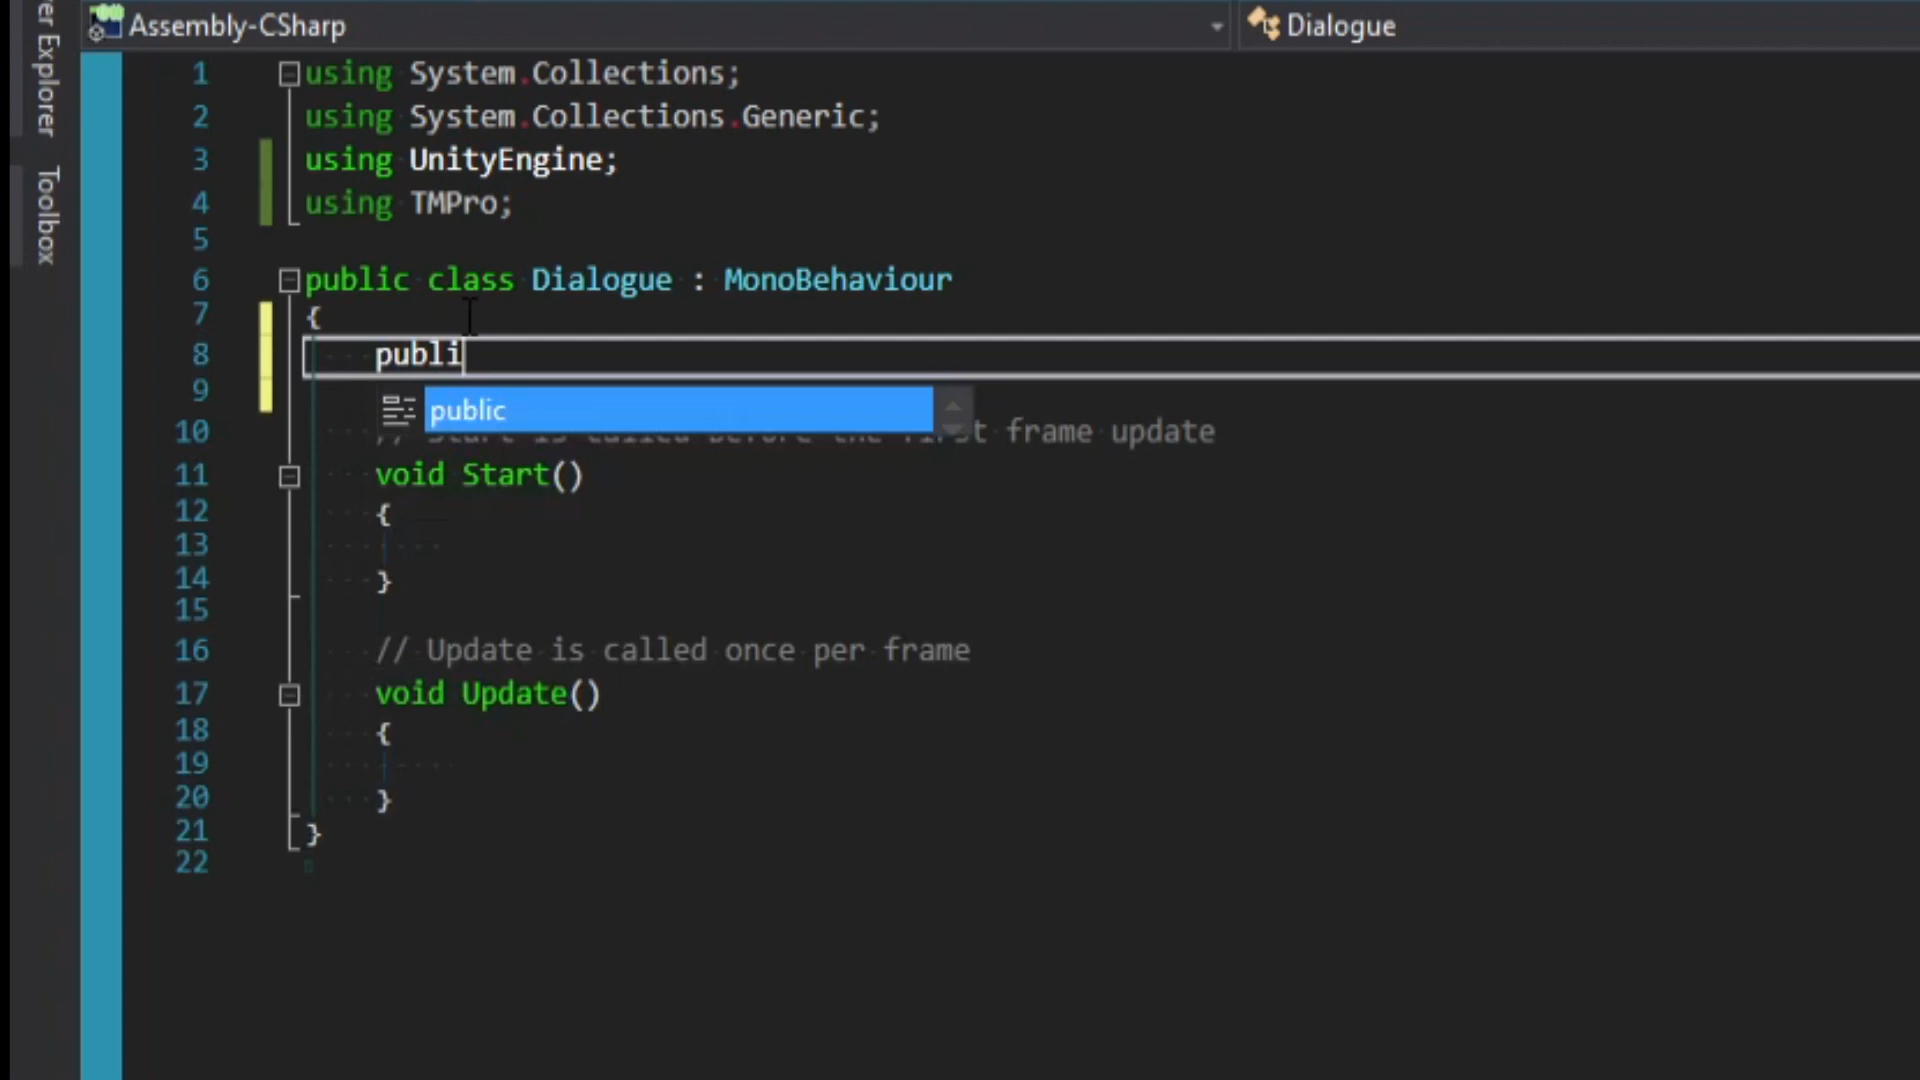 er Explorer
Toolbox
Assembly-CSharp
Dialogue
1 using System.Collections;
2 using System.Collections.Generic;
3 using UnityEngine;
4 using TMPro;
5
6 public class Dialogue : MonoBehaviour
7 {
8 publi
9
public
10 // Start is called before the first frame update
11 void Start()
12 {
13
14 }
15
16 // Update is called once per frame
17 void Update()
18 {
19
20 }
21 }
22